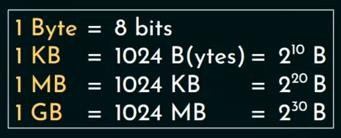 1 Byte = 8 bits
1 KB = 1024 B(ytes) = 2¹⁰ B
1 MB = 1024 KB = 2²⁰ B
1 GB = 1024 MB = 2³⁰ B